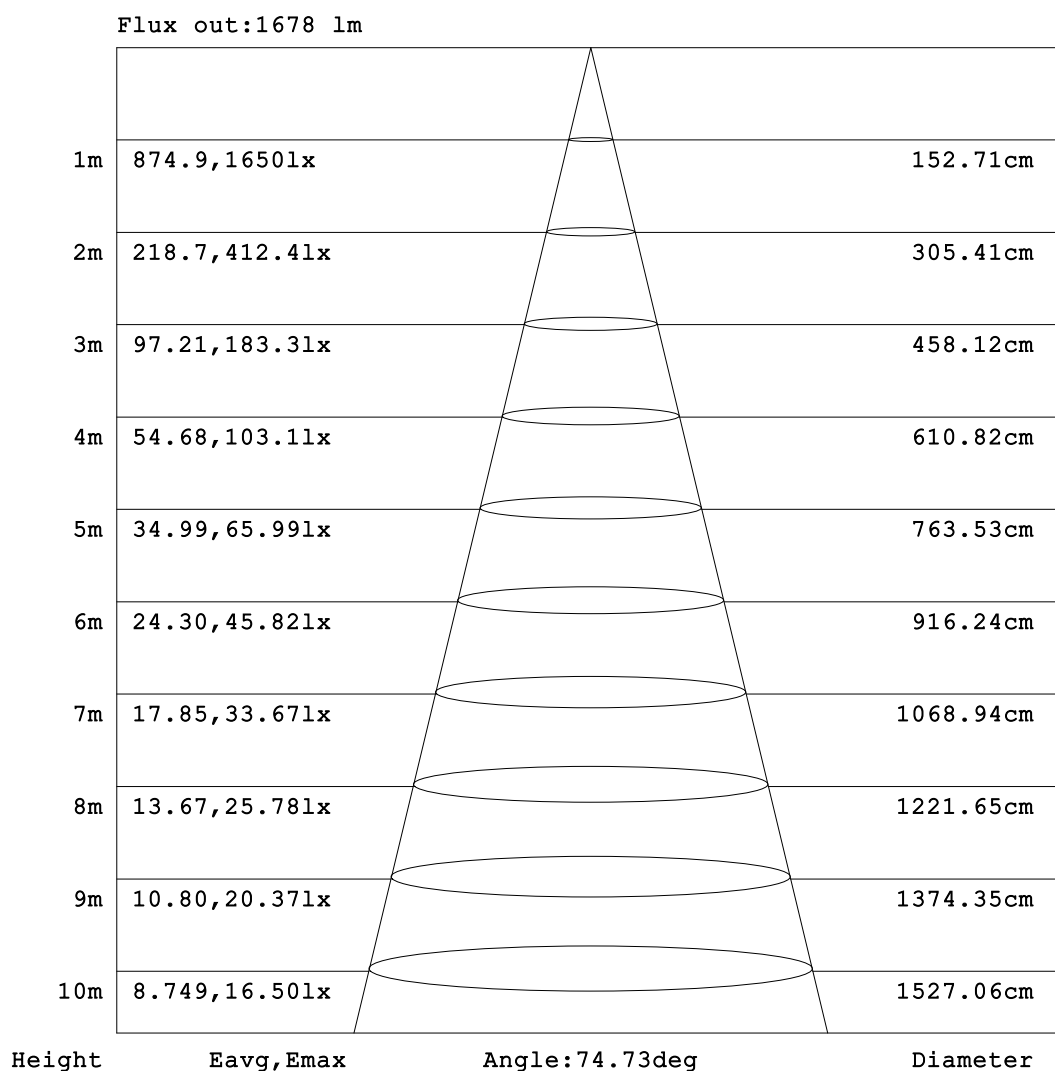 Flux out:1678 lm
1m 874.9,1650lx 152.71cm
2m 218.7,412.4lx 305.41cm
3m 97.21,183.3lx 458.12cm
4m 54.68,103.1lx 610.82cm
5m 34.99,65.99lx 763.53cm
6m 24.30,45.82lx 916.24cm
7m 17.85,33.67lx 1068.94cm
8m 13.67,25.78lx 1221.65cm
9m 10.80,20.37lx 1374.35cm
10m 8.749,16.50lx 1527.06cm
Height Eavg,Emax Angle:74.73deg Diameter